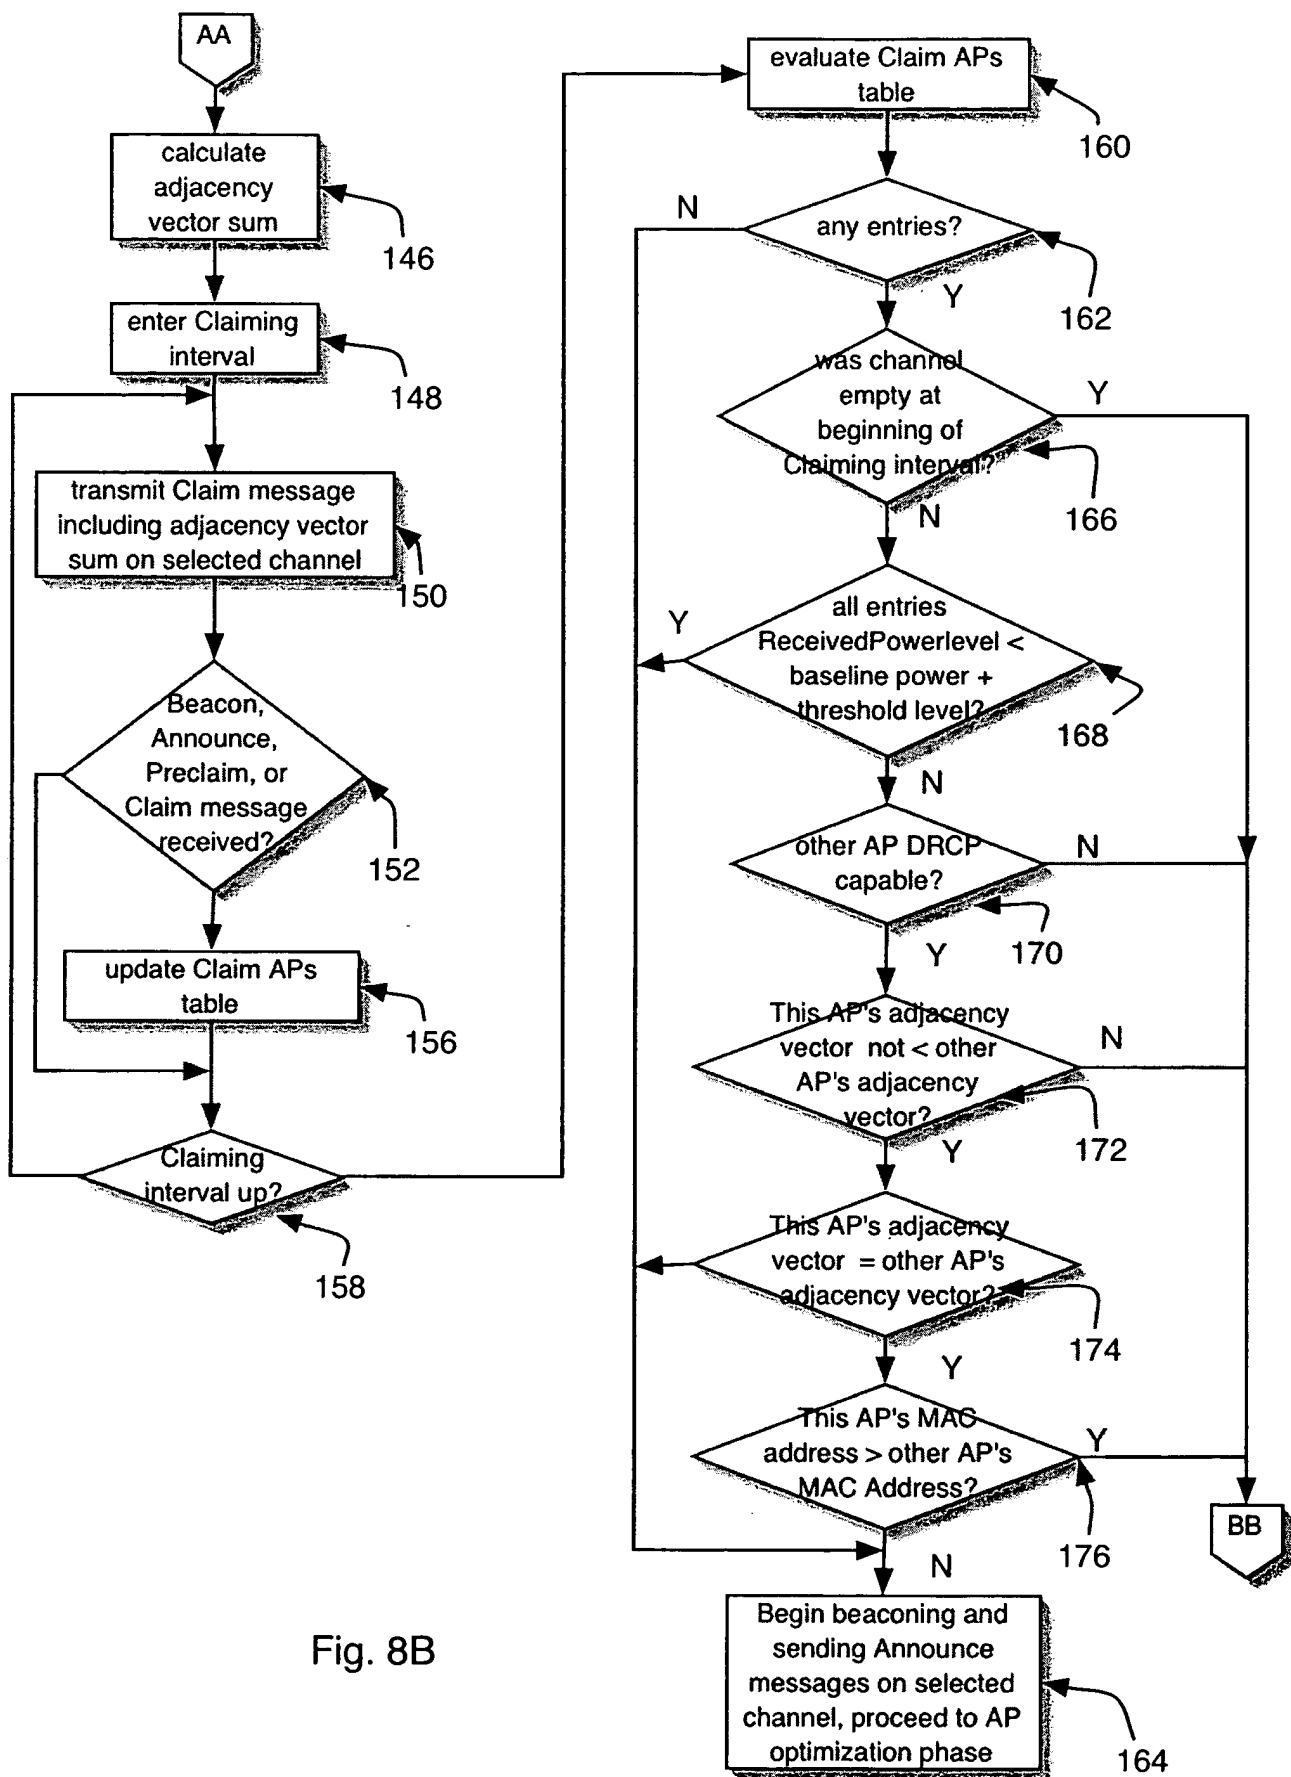 AA
calculate
adjacency
vector sum
146
enter Claiming
interval
148
transmit Claim message
including adjacency vector
sum on selected channel
150
Beacon,
Announce,
Preclaim, or
Claim message
received?
152
update Claim APs
table
156
Claiming
interval up?
158
evaluate Claim APs
table
160
N
any entries?
162
Y
was channel
empty at
beginning of
Claiming interval?
Y
166
N
all entries
ReceivedPowerlevel <
baseline power +
threshold level?
Y
168
N
other AP DRCP
capable?
N
170
Y
This AP's adjacency
vector not < other
AP's adjacency
vector?
N
172
Y
This AP's adjacency
vector = other AP's
adjacency vector?
174
Y
This AP's MAC
address > other AP's
MAC Address?
Y
176
BB
N
Begin beaconing and
sending Announce
messages on selected
channel, proceed to AP
optimization phase
164
Fig. 8B